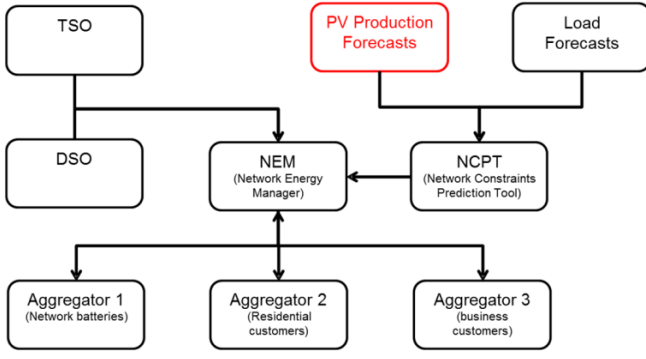 TSO
PV Production
Forecasts
Load
Forecasts
DSO
NEM
(Network Energy
Manager)
NCPT
(Network Constraints
Prediction Tool)
Aggregator 1
(Network batteries)
Aggregator 2
(Residential
customers)
Aggregator 3
(business
customers)